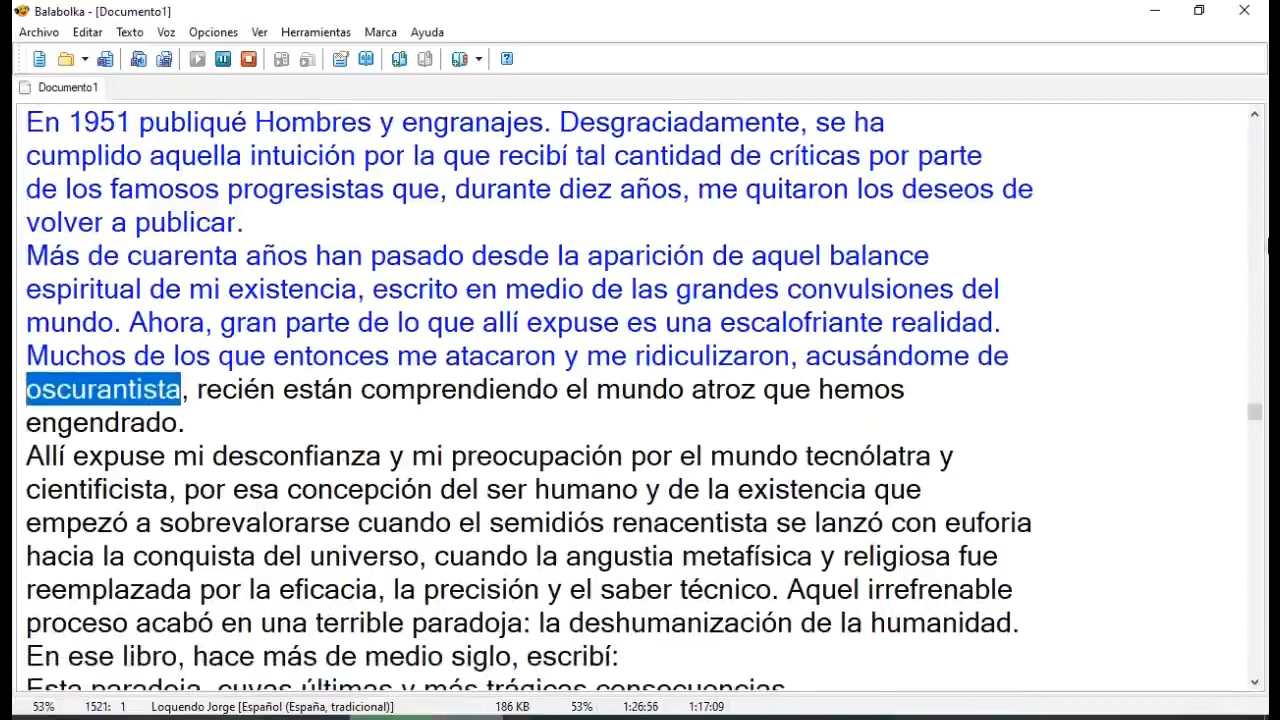 Balabolka - [Documento1]
Archivo Editar Texto Voz Opciones Ver Herramientas Marca Ayuda
Documento1
En 1951 publiqué Hombres y engranajes. Desgraciadamente, se ha
cumplido aquella intuición por la que recibí tal cantidad de críticas por parte
de los famosos progresistas que, durante diez años, me quitaron los deseos de
volver a publicar.
Más de cuarenta años han pasado desde la aparición de aquel balance
espiritual de mi existencia, escrito en medio de las grandes convulsiones del
mundo. Ahora, gran parte de lo que allí expuse es una escalofriante realidad.
Muchos de los que entonces me atacaron y me ridiculizaron, acusándome de
oscurantista, recién están comprendiendo el mundo atroz que hemos
engendrado.
Allí expuse mi desconfianza y mi preocupación por el mundo tecnólatra y
cientificista, por esa concepción del ser humano y de la existencia que
empezó a sobrevalorarse cuando el semidiós renacentista se lanzó con euforia
hacia la conquista del universo, cuando la angustia metafísica y religiosa fue
reemplazada por la eficacia, la precisión y el saber técnico. Aquel irrefrenable
proceso acabó en una terrible paradoja: la deshumanización de la humanidad.
En ese libro, hace más de medio siglo, escribí:
Esta paradoja, cuyas últimas y más trágicas consecuencias
53% 1521: 1 Loquendo Jorge [Español (España, tradicional)] 186 KB 53% 1:26:56 1:17:09